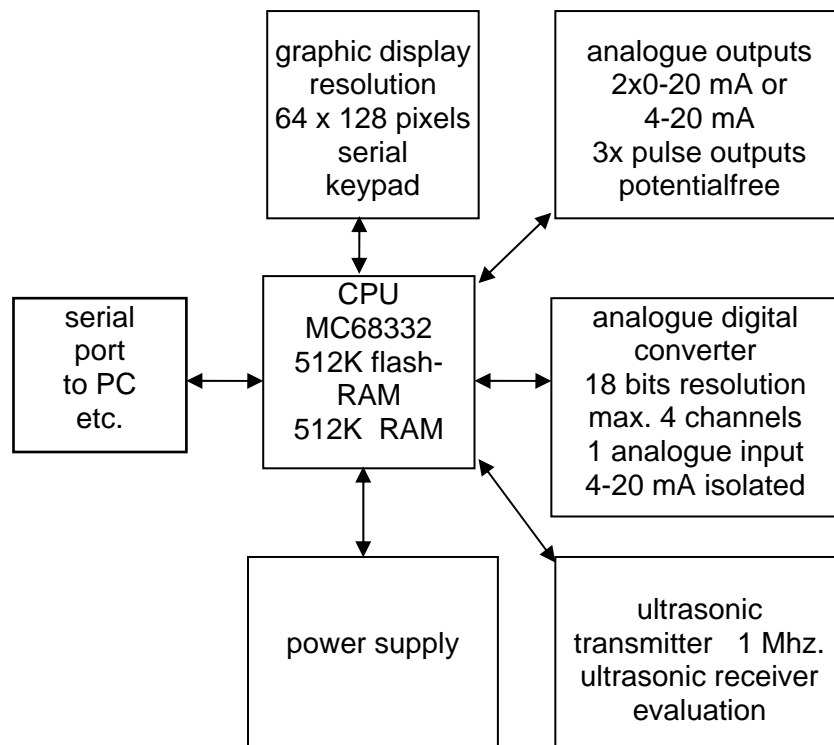 graphic display
resolution
64 x 128 pixels
serial
keypad
analogue outputs
2x0-20 mA or
4-20 mA
3x pulse outputs
potentialfree
serial
port
to PC
etc.
CPU
MC68332
512K flash-
RAM
512K RAM
analogue digital
converter
18 bits resolution
max. 4 channels
1 analogue input
4-20 mA isolated
power supply
ultrasonic
transmitter 1 Mhz.
ultrasonic receiver
evaluation